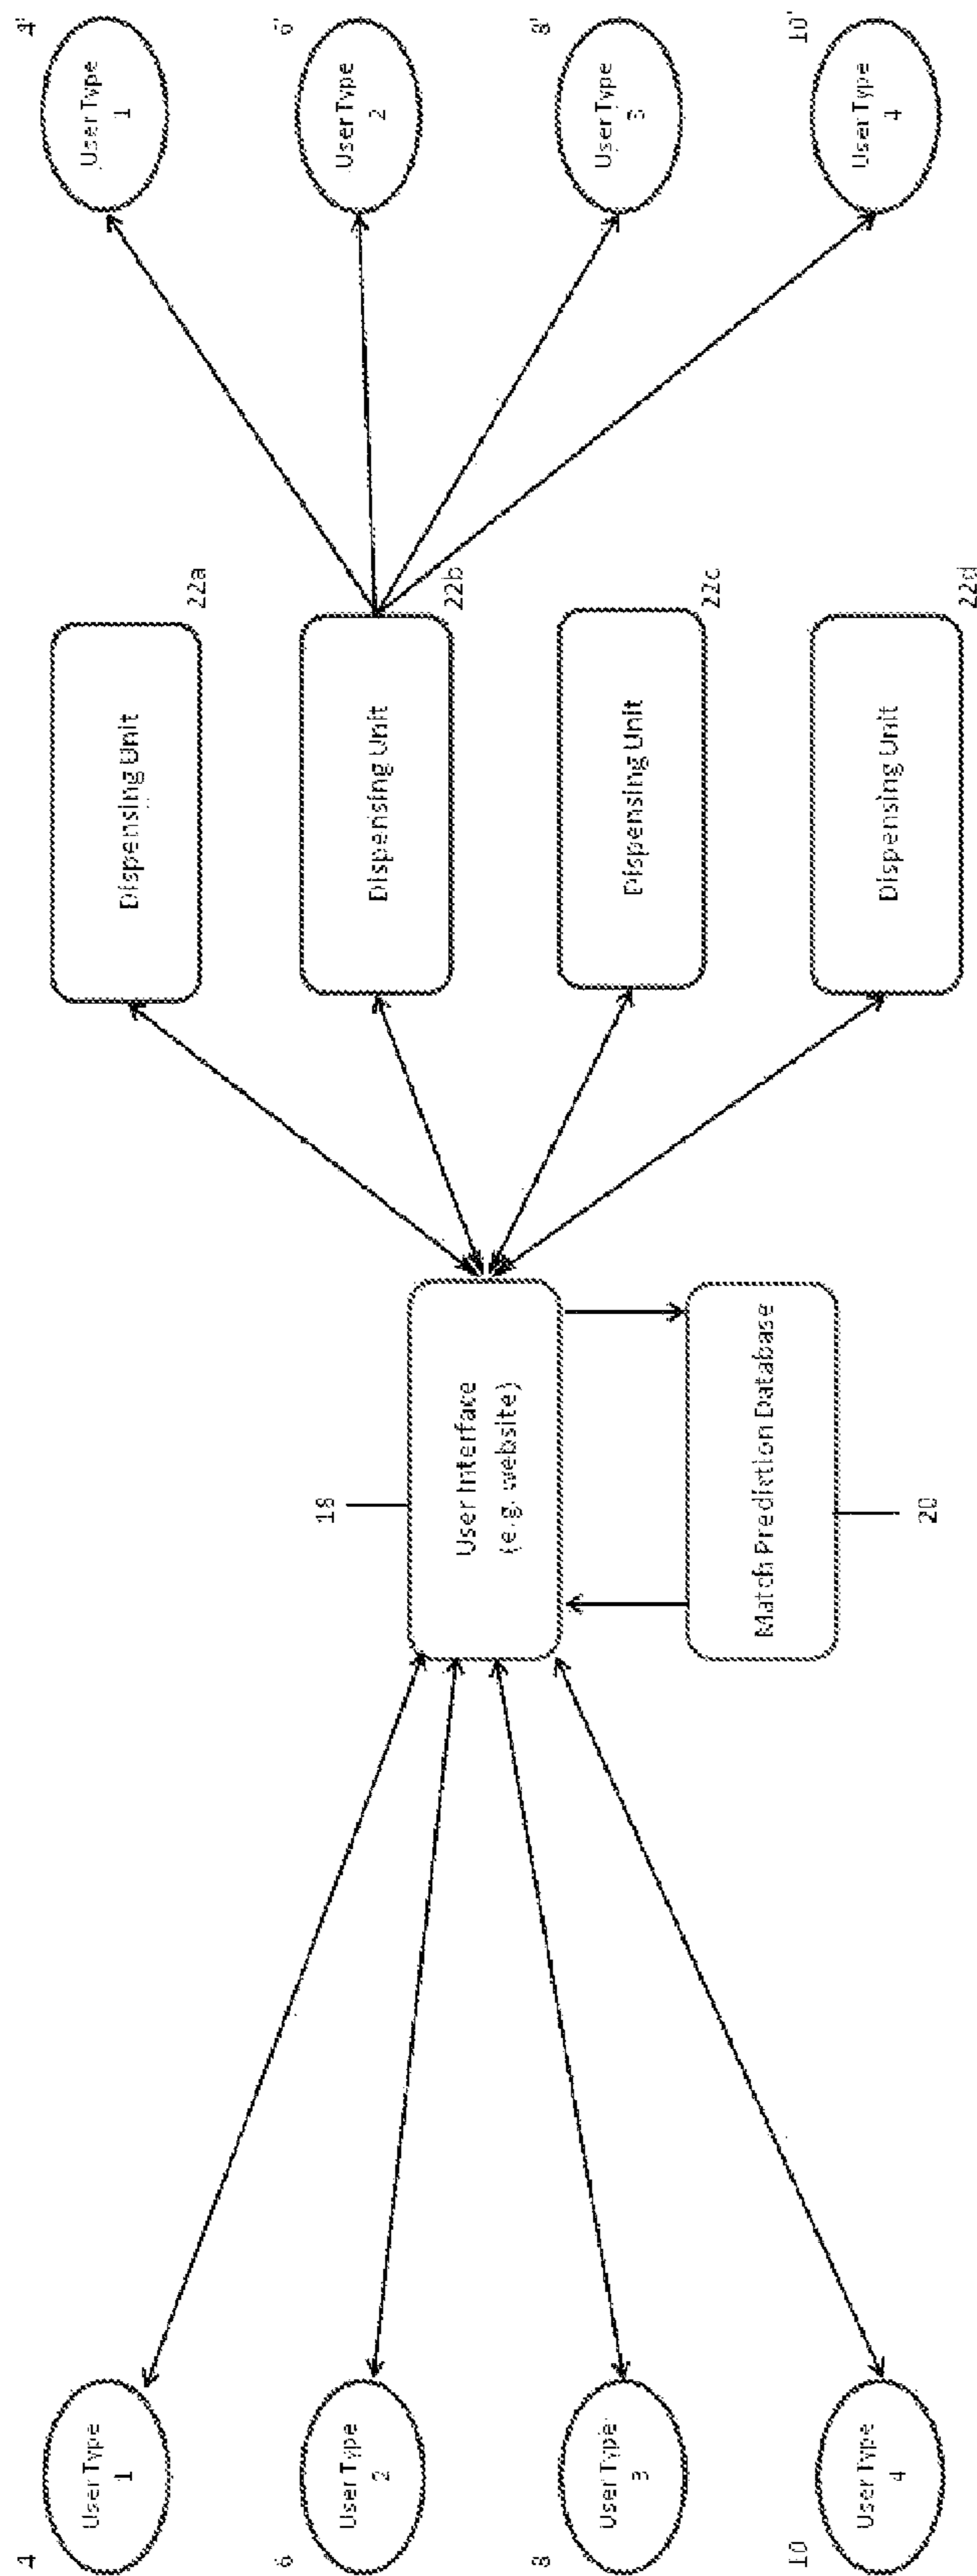 4
User Type
1
6
User Type
2
8
User Type
3
10
User Type
4
18
User Interface
(e.g. website)
Match Prediction Database
20
Dispensing Unit
22a
Dispensing Unit
22b
Dispensing Unit
22c
Dispensing Unit
22d
4'
User Type
1
6'
User Type
2
8'
User Type
3
10'
User Type
4